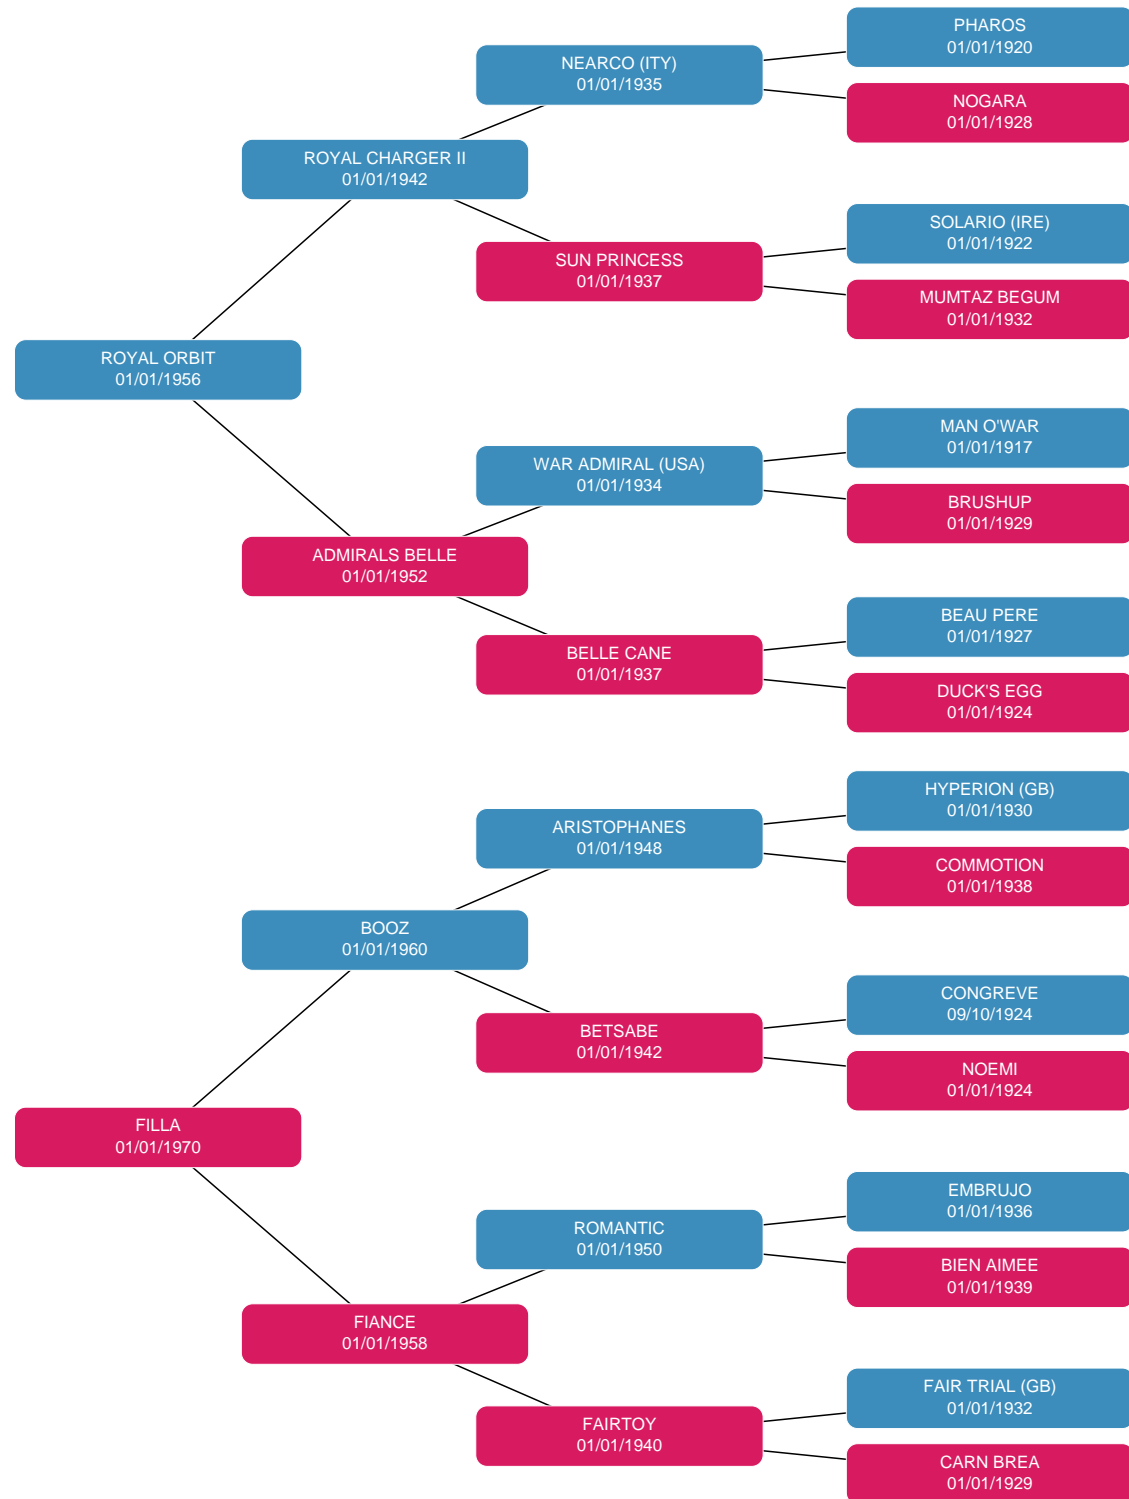 PHAROS
01/01/1920
NEARCO (ITY)
01/01/1935
NOGARA
01/01/1928
ROYAL CHARGER II
01/01/1942
SOLARIO (IRE)
01/01/1922
SUN PRINCESS
01/01/1937
MUMTAZ BEGUM
01/01/1932
ROYAL ORBIT
01/01/1956
MAN O'WAR
01/01/1917
WAR ADMIRAL (USA)
01/01/1934
BRUSHUP
01/01/1929
ADMIRALS BELLE
01/01/1952
BEAU PERE
01/01/1927
BELLE CANE
01/01/1937
DUCK'S EGG
01/01/1924
HYPERION (GB)
01/01/1930
ARISTOPHANES
01/01/1948
COMMOTION
01/01/1938
BOOZ
01/01/1960
CONGREVE
09/10/1924
BETSABE
01/01/1942
NOEMI
01/01/1924
FILLA
01/01/1970
EMBRUJO
01/01/1936
ROMANTIC
01/01/1950
BIEN AIMEE
01/01/1939
FIANCE
01/01/1958
FAIR TRIAL (GB)
01/01/1932
FAIRTOY
01/01/1940
CARN BREA
01/01/1929